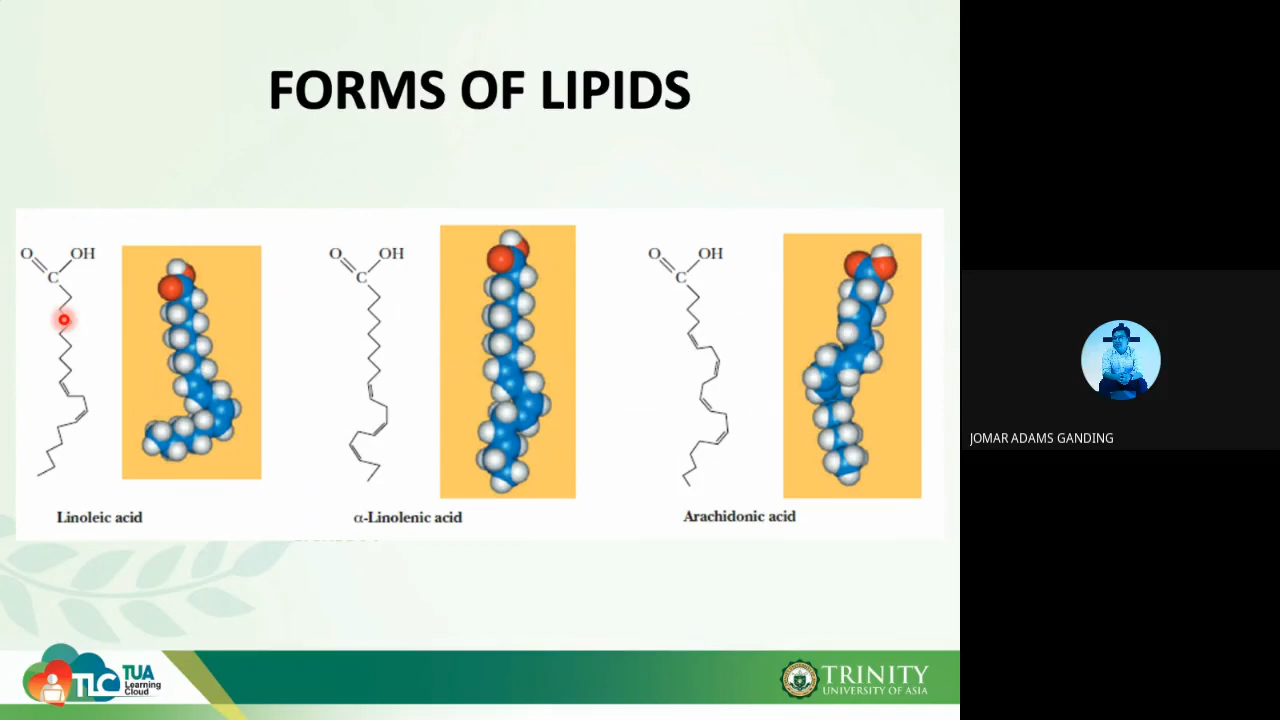 FORMS OF LIPIDS
O OH
C
O OH
C
O OH
C
Linoleic acid
α-Linolenic acid
Arachidonic acid
JOMAR ADAMS GANDING
TLC TUA
Learning
Cloud
TRINITY
UNIVERSITY OF ASIA